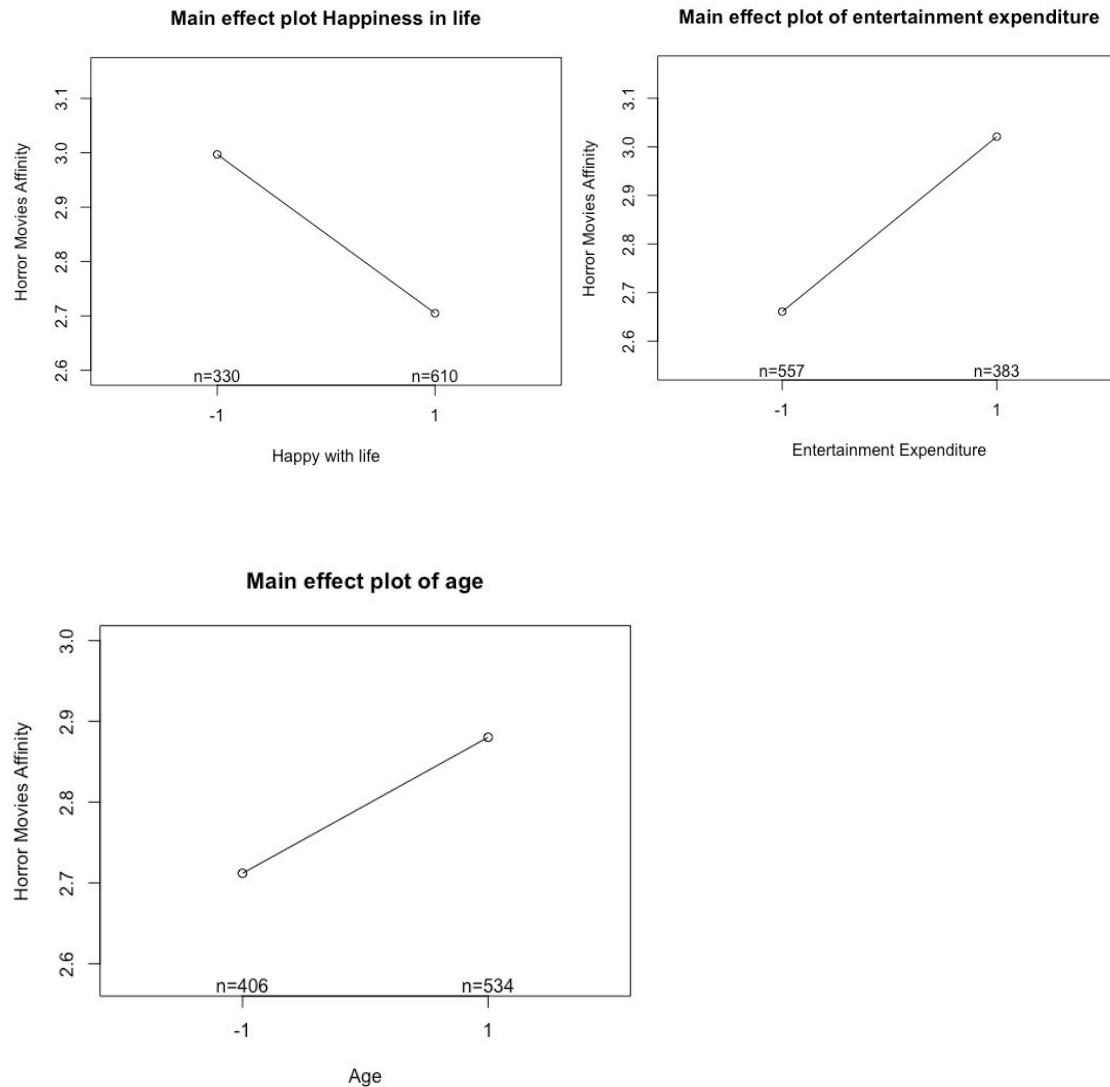 Main effect plot Happiness in life
Horror Movies Affinity
3.1
3.0
2.9
2.8
2.7
2.6
n=330 n=610
-1 1
Happy with life
Main effect plot of entertainment expenditure
Horror Movies Affinity
3.1
3.0
2.9
2.8
2.7
2.6
n=557 n=383
-1 1
Entertainment Expenditure
Main effect plot of age
Horror Movies Affinity
3.0
2.9
2.8
2.7
2.6
n=406 n=534
-1 1
Age